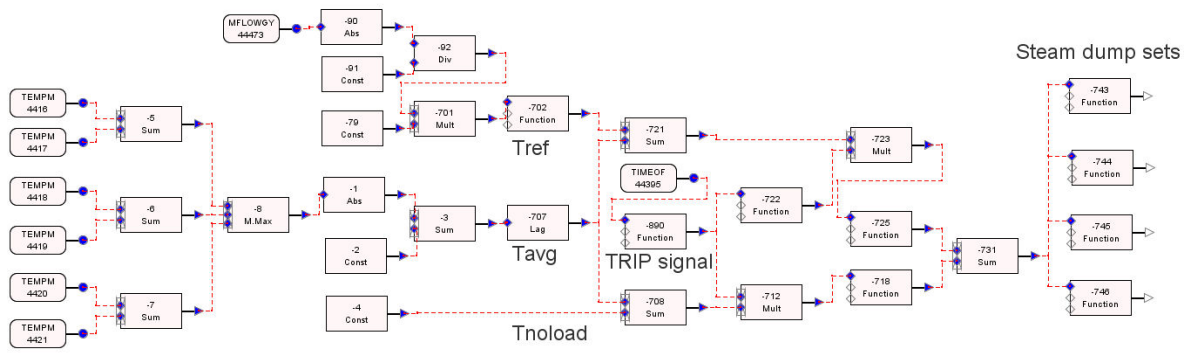 MFLOWGY
44473
-90
Abs
-91
Const
-92
Div
-79
Const
-701
Mult
-702
Function
Tref
TEMPM
4416
TEMPM
4417
-5
Sum
TEMPM
4418
TEMPM
4419
-6
Sum
TEMPM
4420
TEMPM
4421
-7
Sum
-8
M.Max
-1
Abs
-2
Const
-3
Sum
-707
Lag
Tavg
-4
Const
Tnoload
-721
Sum
TIMEOF
44395
-890
Function
TRIP signal
-708
Sum
-722
Function
-712
Mult
-723
Mult
-725
Function
-718
Function
-731
Sum
Steam dump sets
-743
Function
-744
Function
-745
Function
-746
Function